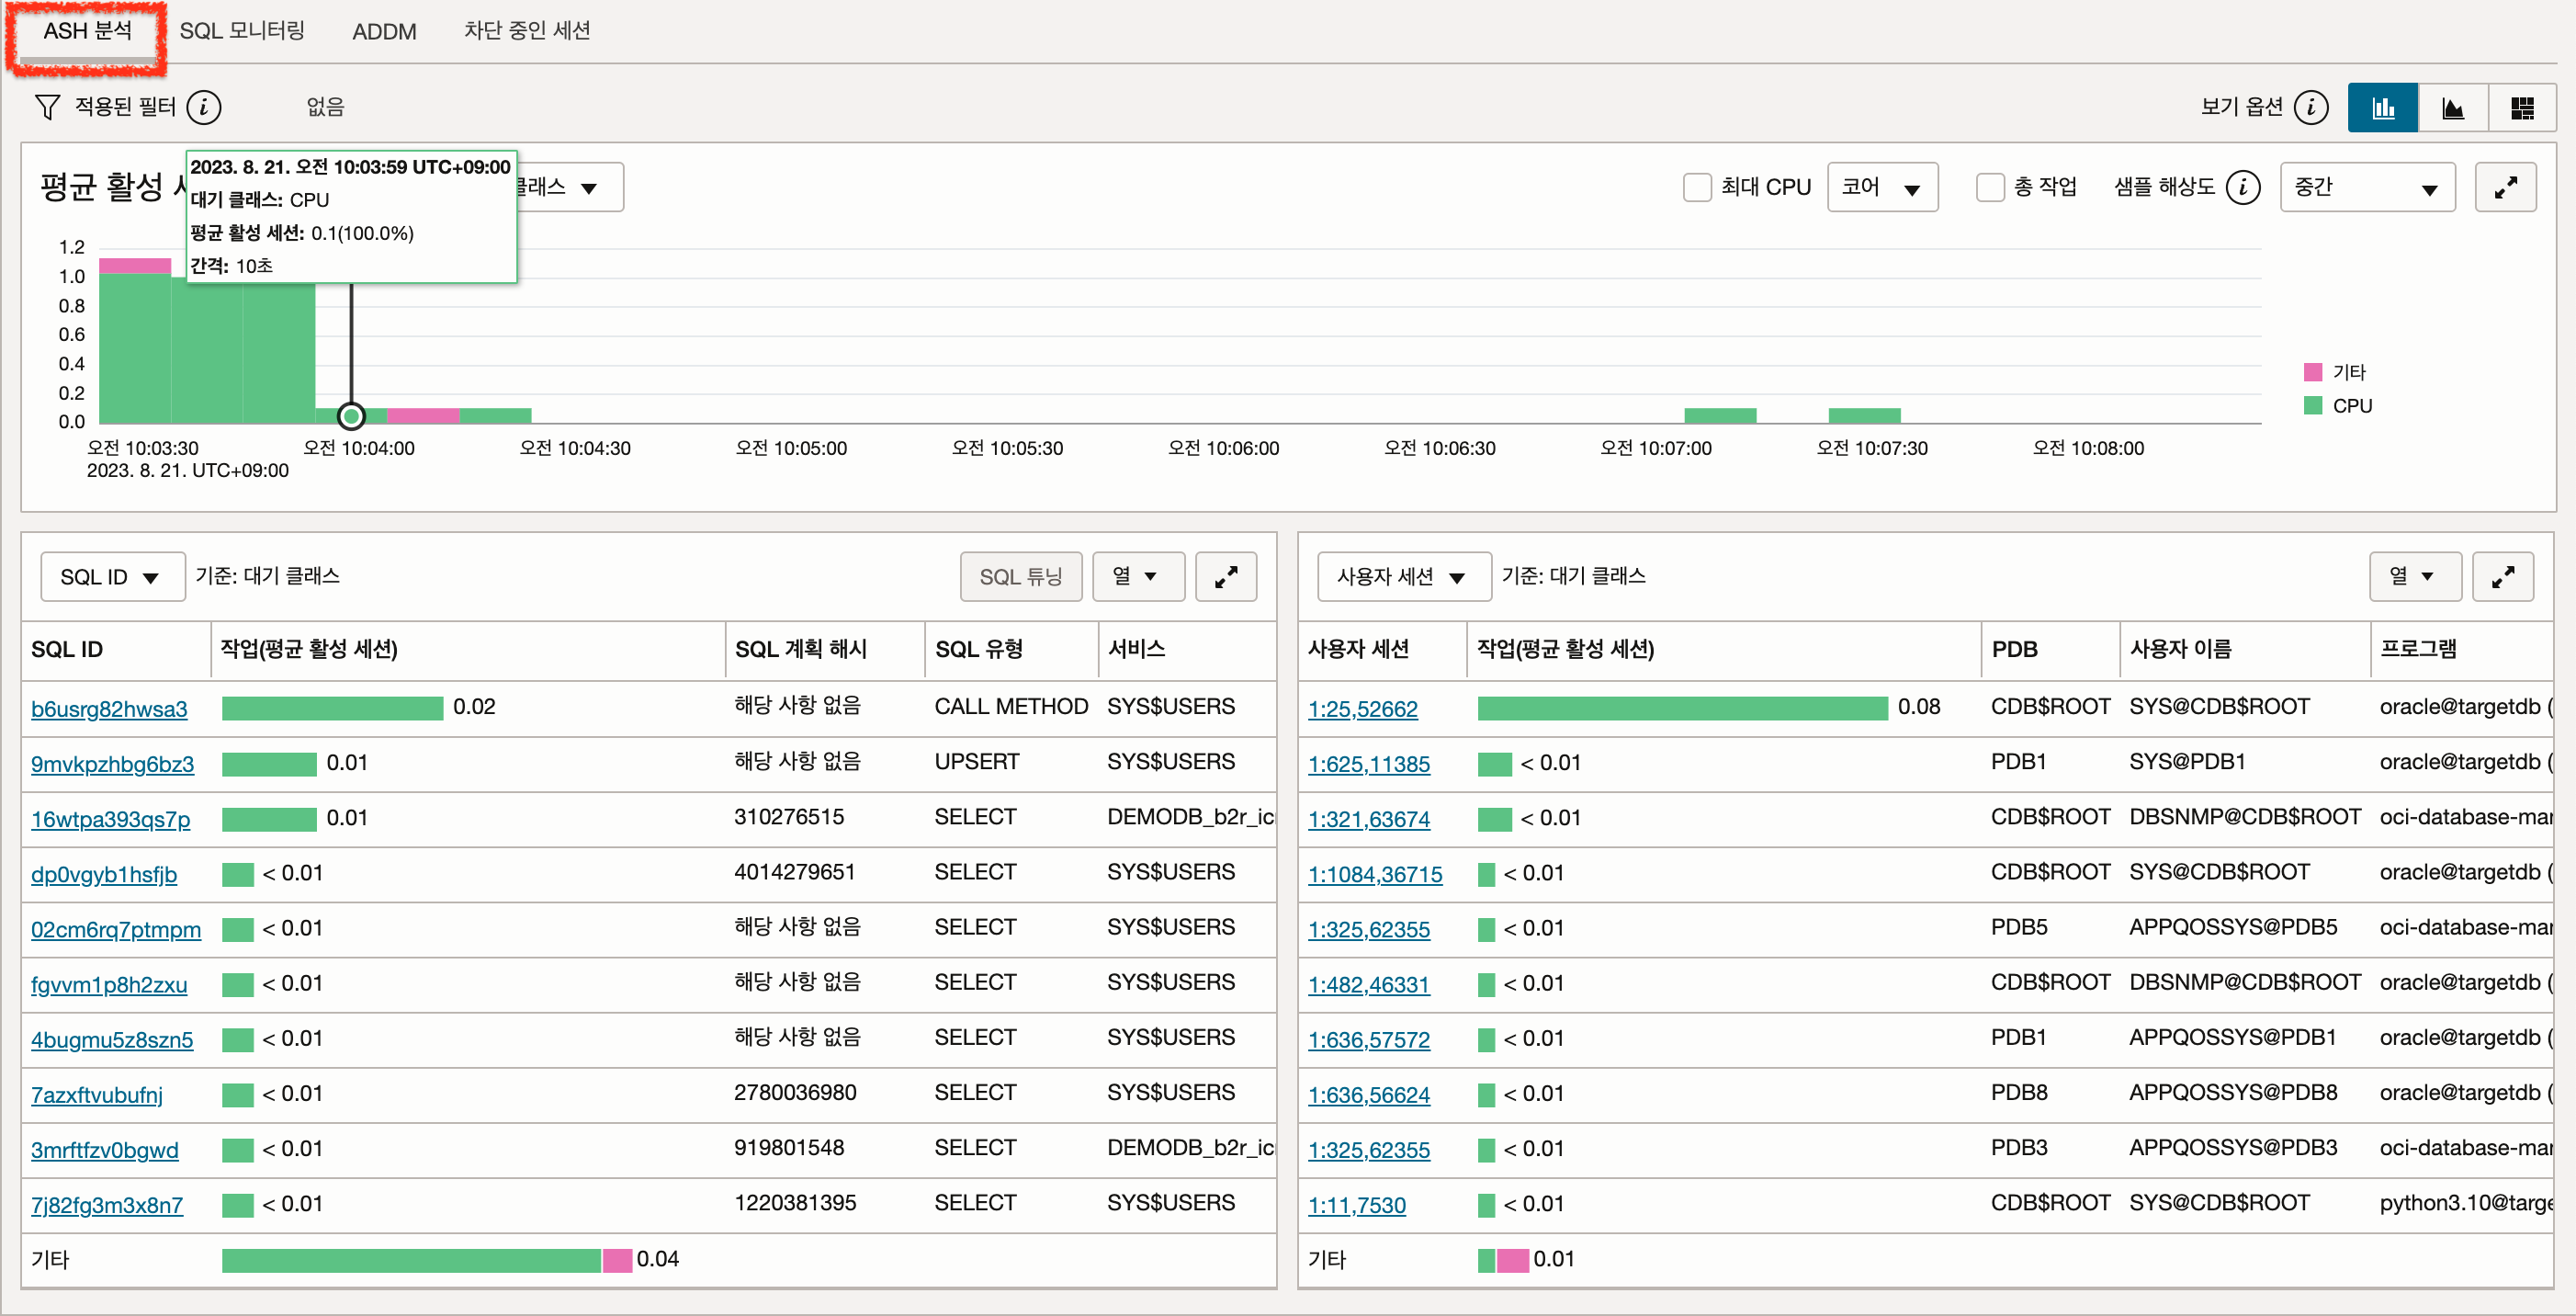 ASH 분석 SQL 모니터링 ADDM 차단 중인 세션
적용된 필터 없음 보기 옵션
2023. 8. 21. 오전 10:03:59 UTC+09:00
대기 클래스: CPU
평균 활성 세션: 0.1(100.0%)
간격: 10초
평균 활성 클래스 최대 CPU 코어 총 작업 샘플 해상도 중간
1.2
1.0
0.8
0.6
0.4
0.2
0.0
기타
CPU
오전 10:03:30 오전 10:04:00 오전 10:04:30 오전 10:05:00 오전 10:05:30 오전 10:06:00 오전 10:06:30 오전 10:07:00 오전 10:07:30 오전 10:08:00
2023. 8. 21. UTC+09:00
SQL ID 기준: 대기 클래스 SQL 튜닝 열
SQL ID 작업(평균 활성 세션) SQL 계획 해시 SQL 유형 서비스
b6usrg82hwsa3 0.02 해당 사항 없음 CALL METHOD SYS$USERS
9mvkpzhbg6bz3 0.01 해당 사항 없음 UPSERT SYS$USERS
16wtpa393qs7p 0.01 310276515 SELECT DEMODB_b2r_ic
dp0vgyb1hsfjb < 0.01 4014279651 SELECT SYS$USERS
02cm6rq7ptmpm < 0.01 해당 사항 없음 SELECT SYS$USERS
fgvvm1p8h2zxu < 0.01 해당 사항 없음 SELECT SYS$USERS
4bugmu5z8szn5 < 0.01 해당 사항 없음 SELECT SYS$USERS
7azxftvubufnj < 0.01 2780036980 SELECT SYS$USERS
3mrftfzv0bgwd < 0.01 919801548 SELECT DEMODB_b2r_ic
7j82fg3m3x8n7 < 0.01 1220381395 SELECT SYS$USERS
기타 0.04
사용자 세션 기준: 대기 클래스 열
사용자 세션 작업(평균 활성 세션) PDB 사용자 이름 프로그램
1:25,52662 0.08 CDB$ROOT SYS@CDB$ROOT oracle@targetdb (
1:625,11385 < 0.01 PDB1 SYS@PDB1 oracle@targetdb (
1:321,63674 < 0.01 CDB$ROOT DBSNMP@CDB$ROOT oci-database-mar
1:1084,36715 < 0.01 CDB$ROOT SYS@CDB$ROOT oracle@targetdb (
1:325,62355 < 0.01 PDB5 APPQOSSYS@PDB5 oci-database-mar
1:482,46331 < 0.01 CDB$ROOT DBSNMP@CDB$ROOT oracle@targetdb (
1:636,57572 < 0.01 PDB1 APPQOSSYS@PDB1 oracle@targetdb (
1:636,56624 < 0.01 PDB8 APPQOSSYS@PDB8 oracle@targetdb (
1:325,62355 < 0.01 PDB3 APPQOSSYS@PDB3 oci-database-mar
1:11,7530 < 0.01 CDB$ROOT SYS@CDB$ROOT python3.10@targe
기타 0.01